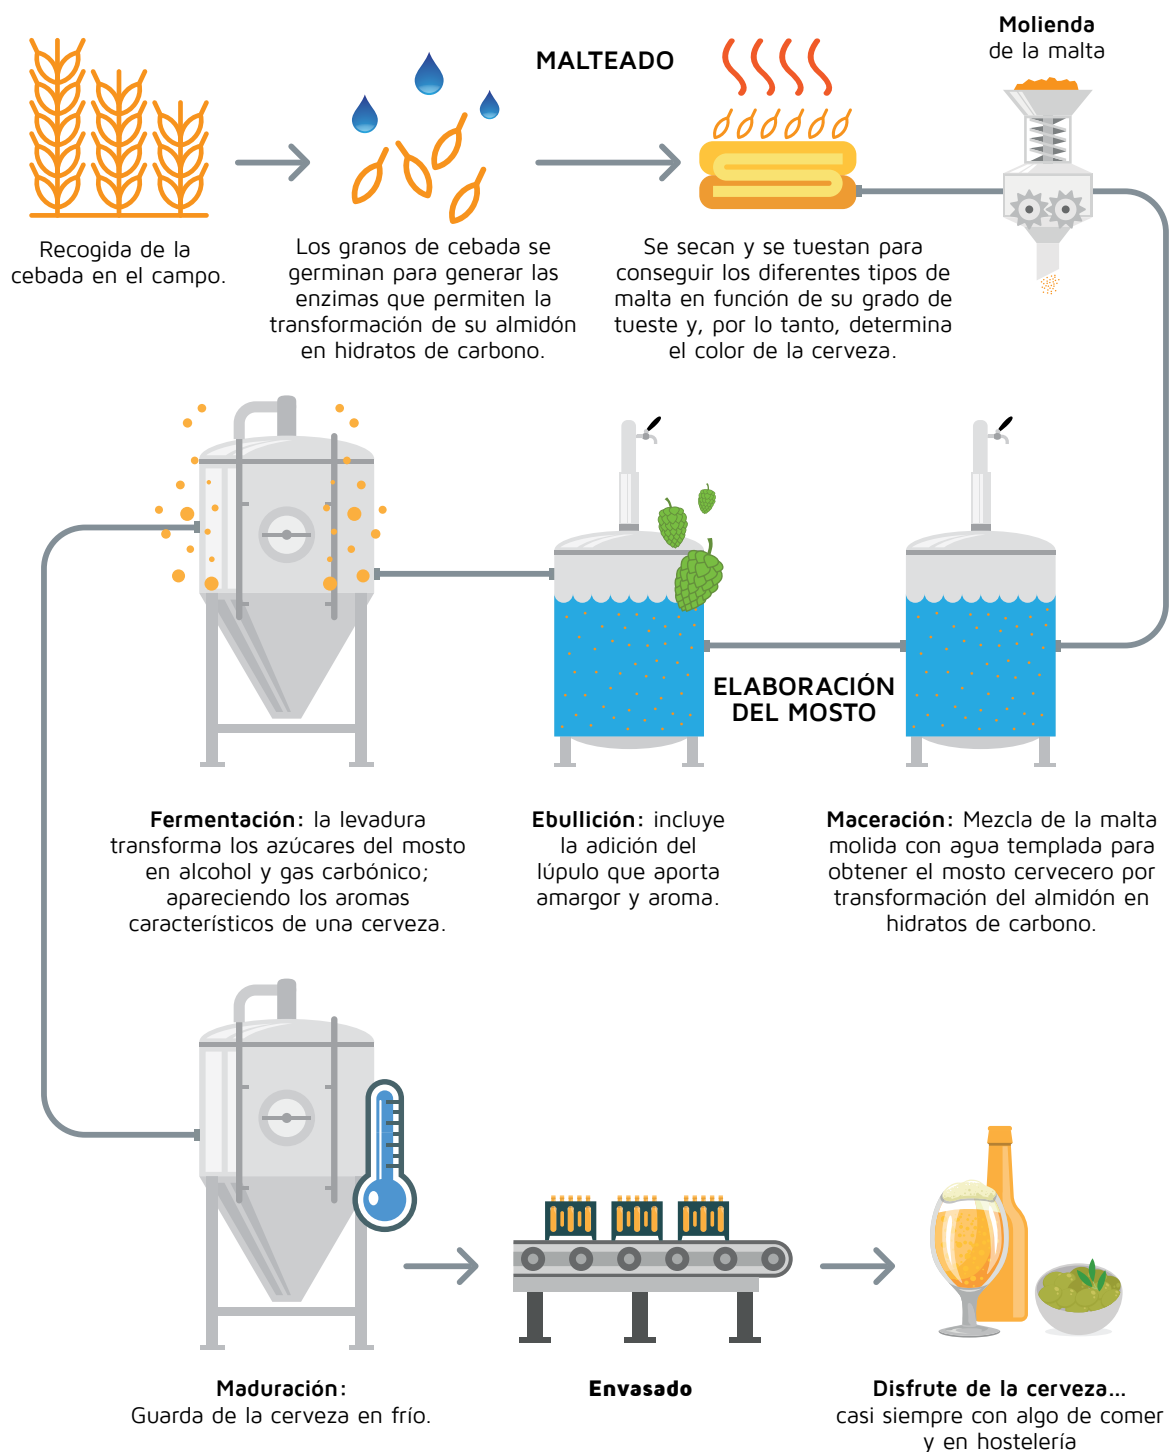 MALTEADO
Molienda
de la malta
Recogida de la
cebada en el campo.
Los granos de cebada se
germinan para generar las
enzimas que permiten la
transformación de su almidón
en hidratos de carbono.
Se secan y se tuestan para
conseguir los diferentes tipos de
malta en función de su grado de
tueste y, por lo tanto, determina
el color de la cerveza.
ELABORACIÓN
DEL MOSTO
Fermentación: la levadura
transforma los azúcares del mosto
en alcohol y gas carbónico;
apareciendo los aromas
característicos de una cerveza.
Ebullición: incluye
la adición del
lúpulo que aporta
amargor y aroma.
Maceración: Mezcla de la malta
molida con agua templada para
obtener el mosto cervecero por
transformación del almidón en
hidratos de carbono.
Maduración:
Guarda de la cerveza en frío.
Envasado
Disfrute de la cerveza...
casi siempre con algo de comer
y en hostelería